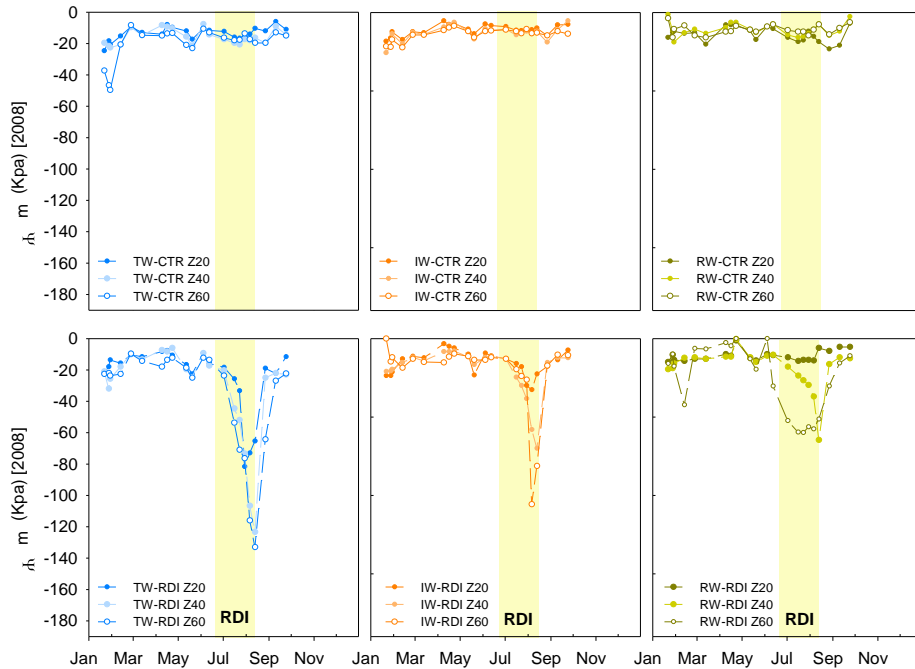 0
-20
-40
-60
-80
-100
-120
-140
-160
-180
m (Kpa) [2008]
TW-CTR Z20
TW-CTR Z40
TW-CTR Z60
IW-CTR Z20
IW-CTR Z40
IW-CTR Z60
RW-CTR Z20
RW-CTR Z40
RW-CTR Z60
0
-20
-40
-60
-80
-100
-120
-140
-160
-180
m (Kpa) [2008]
TW-RDI Z20
TW-RDI Z40
TW-RDI Z60
RDI
IW-RDI Z20
IW-RDI Z40
IW-RDI Z60
RDI
RW-RDI Z20
RW-RDI Z40
RW-RDI Z60
RDI
Jan Mar May Jul Sep Nov Jan Mar May Jul Sep Nov Jan Mar May Jul Sep Nov